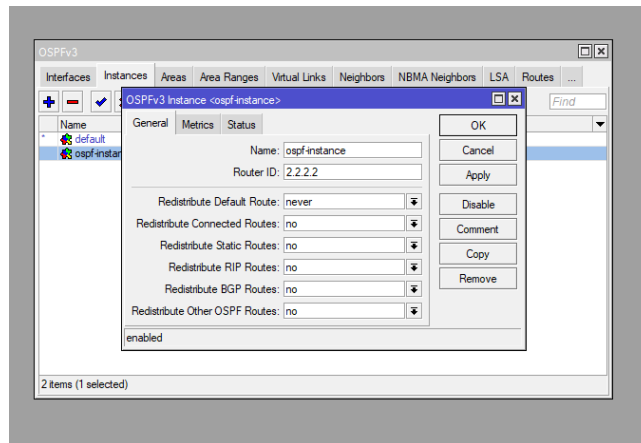 OSPFv3
Interfaces Instances Areas Area Ranges Virtual Links Neighbors NBMA Neighbors LSA Routes ...
Find
OSPFv3 Instance <ospf-instance>
Name
default
ospf-instan
General Metrics Status
Name: ospf-instance
Router ID: 2.2.2.2
Redistribute Default Route: never
Redistribute Connected Routes: no
Redistribute Static Routes: no
Redistribute RIP Routes: no
Redistribute BGP Routes: no
Redistribute Other OSPF Routes: no
enabled
OK
Cancel
Apply
Disable
Comment
Copy
Remove
2 items (1 selected)